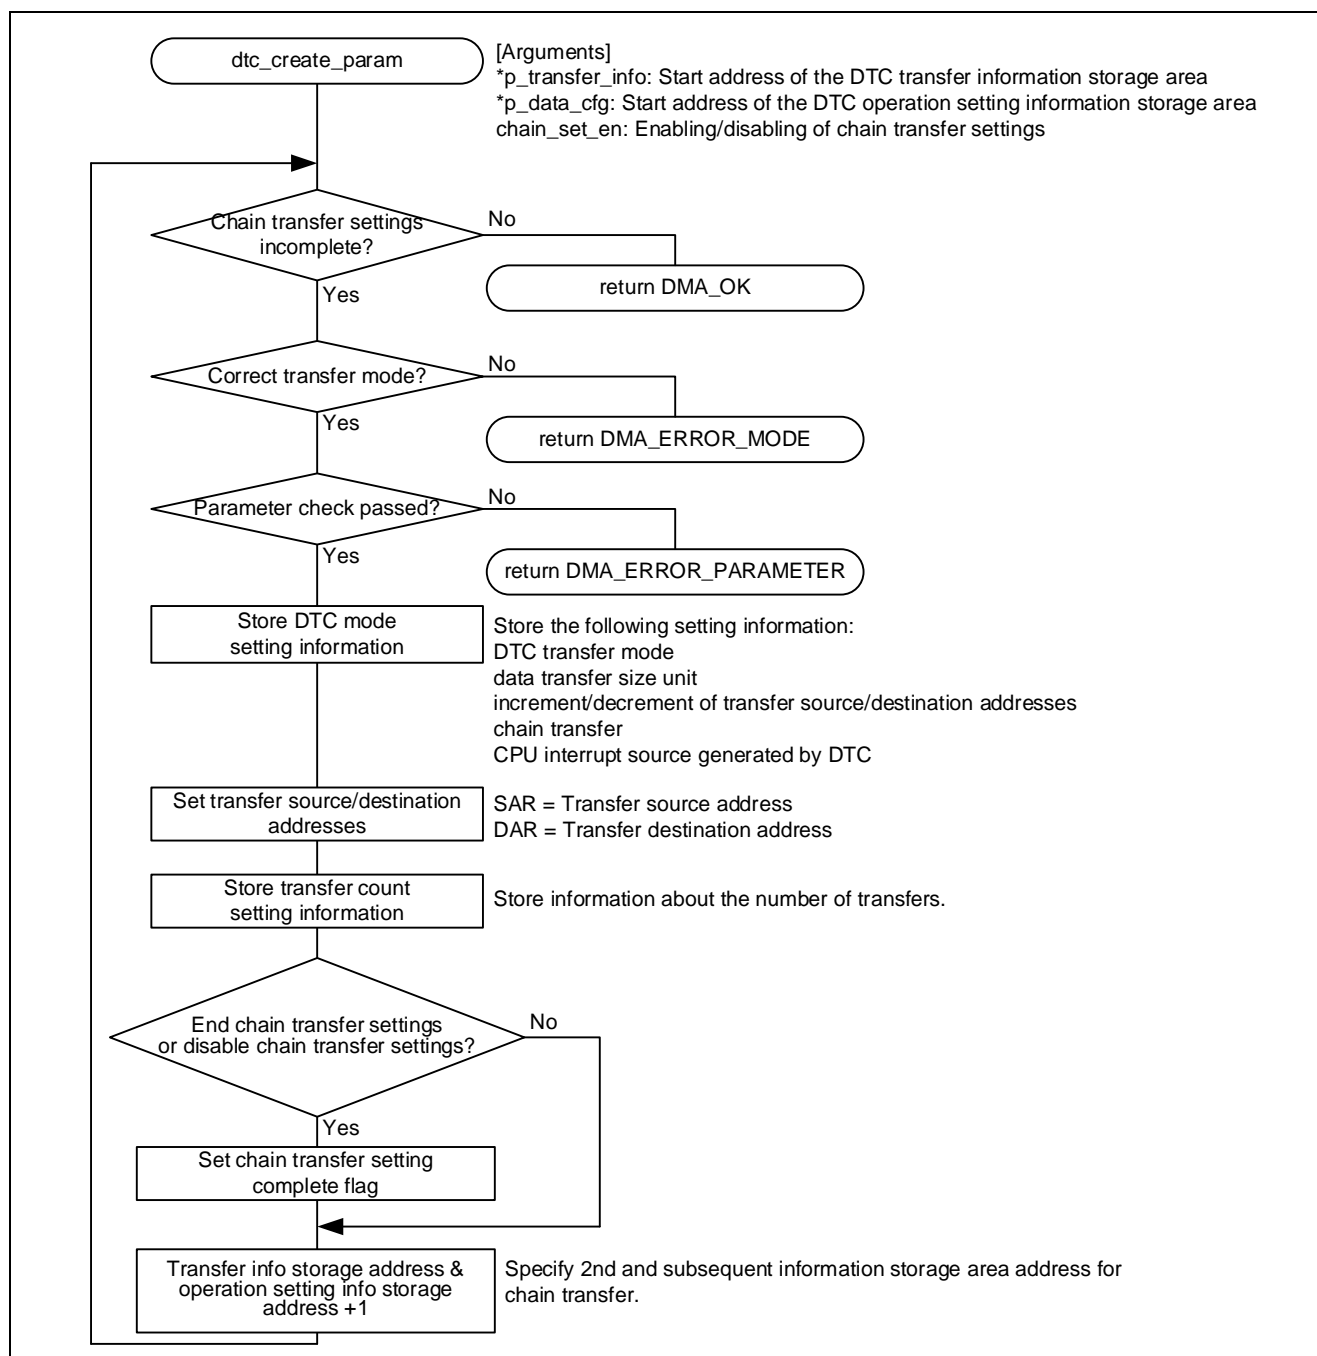 dtc_create_param
[Arguments]
*p_transfer_info: Start address of the DTC transfer information storage area
*p_data_cfg: Start address of the DTC operation setting information storage area
chain_set_en: Enabling/disabling of chain transfer settings
Chain transfer settings
incomplete?
No
return DMA_OK
Yes
Correct transfer mode?
No
return DMA_ERROR_MODE
Yes
Parameter check passed?
No
return DMA_ERROR_PARAMETER
Yes
Store DTC mode
setting information
Store the following setting information:
DTC transfer mode
data transfer size unit
increment/decrement of transfer source/destination addresses
chain transfer
CPU interrupt source generated by DTC
Set transfer source/destination
addresses
SAR = Transfer source address
DAR = Transfer destination address
Store transfer count
setting information
Store information about the number of transfers.
End chain transfer settings
or disable chain transfer settings?
No
Yes
Set chain transfer setting
complete flag
Transfer info storage address &
operation setting info storage
address +1
Specify 2nd and subsequent information storage area address for
chain transfer.